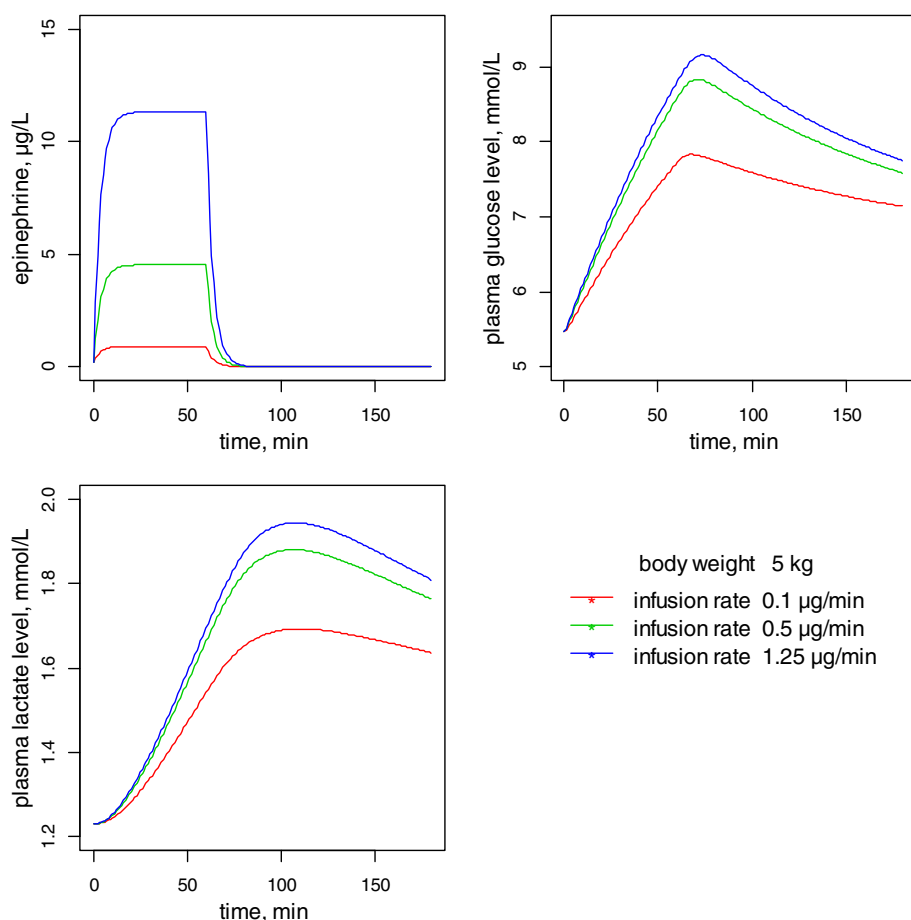 epinephrine, µg/L
15
10
5
0
0 50 100 150
time, min
plasma glucose level, mmol/L
9
8
7
6
5
0 50 100 150
time, min
plasma lactate level, mmol/L
2.0
1.8
1.6
1.4
1.2
0 50 100 150
time, min
body weight 5 kg
infusion rate 0.1 µg/min
infusion rate 0.5 µg/min
infusion rate 1.25 µg/min